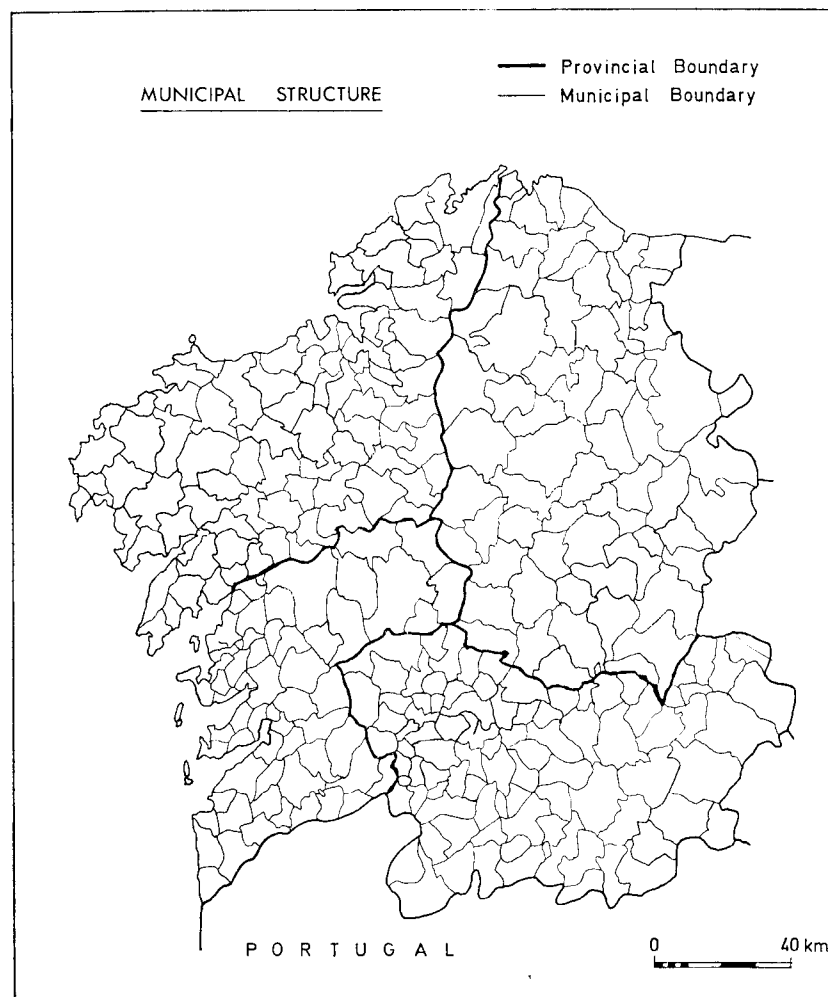 Provincial Boundary
MUNICIPAL STRUCTURE
Municipal Boundary
PORTUGAL
0 40 km